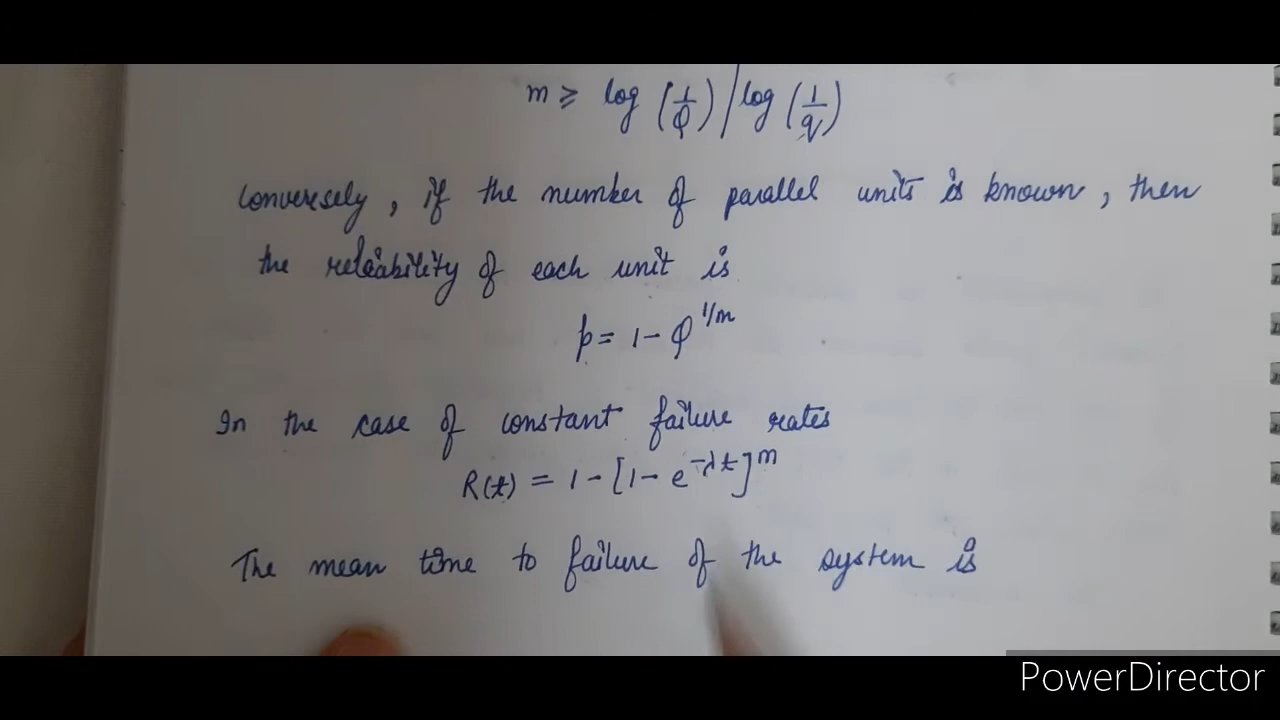 m ≥ log (1/φ) / log (1/q)
Conversely, if the number of parallel units is known, then
the reliability of each unit is
p = 1 - φ^{1/m}
In the case of constant failure rates
R(t) = 1 - [1 - e^{-λt}]^m
The mean time to failure of the system is
PowerDirector